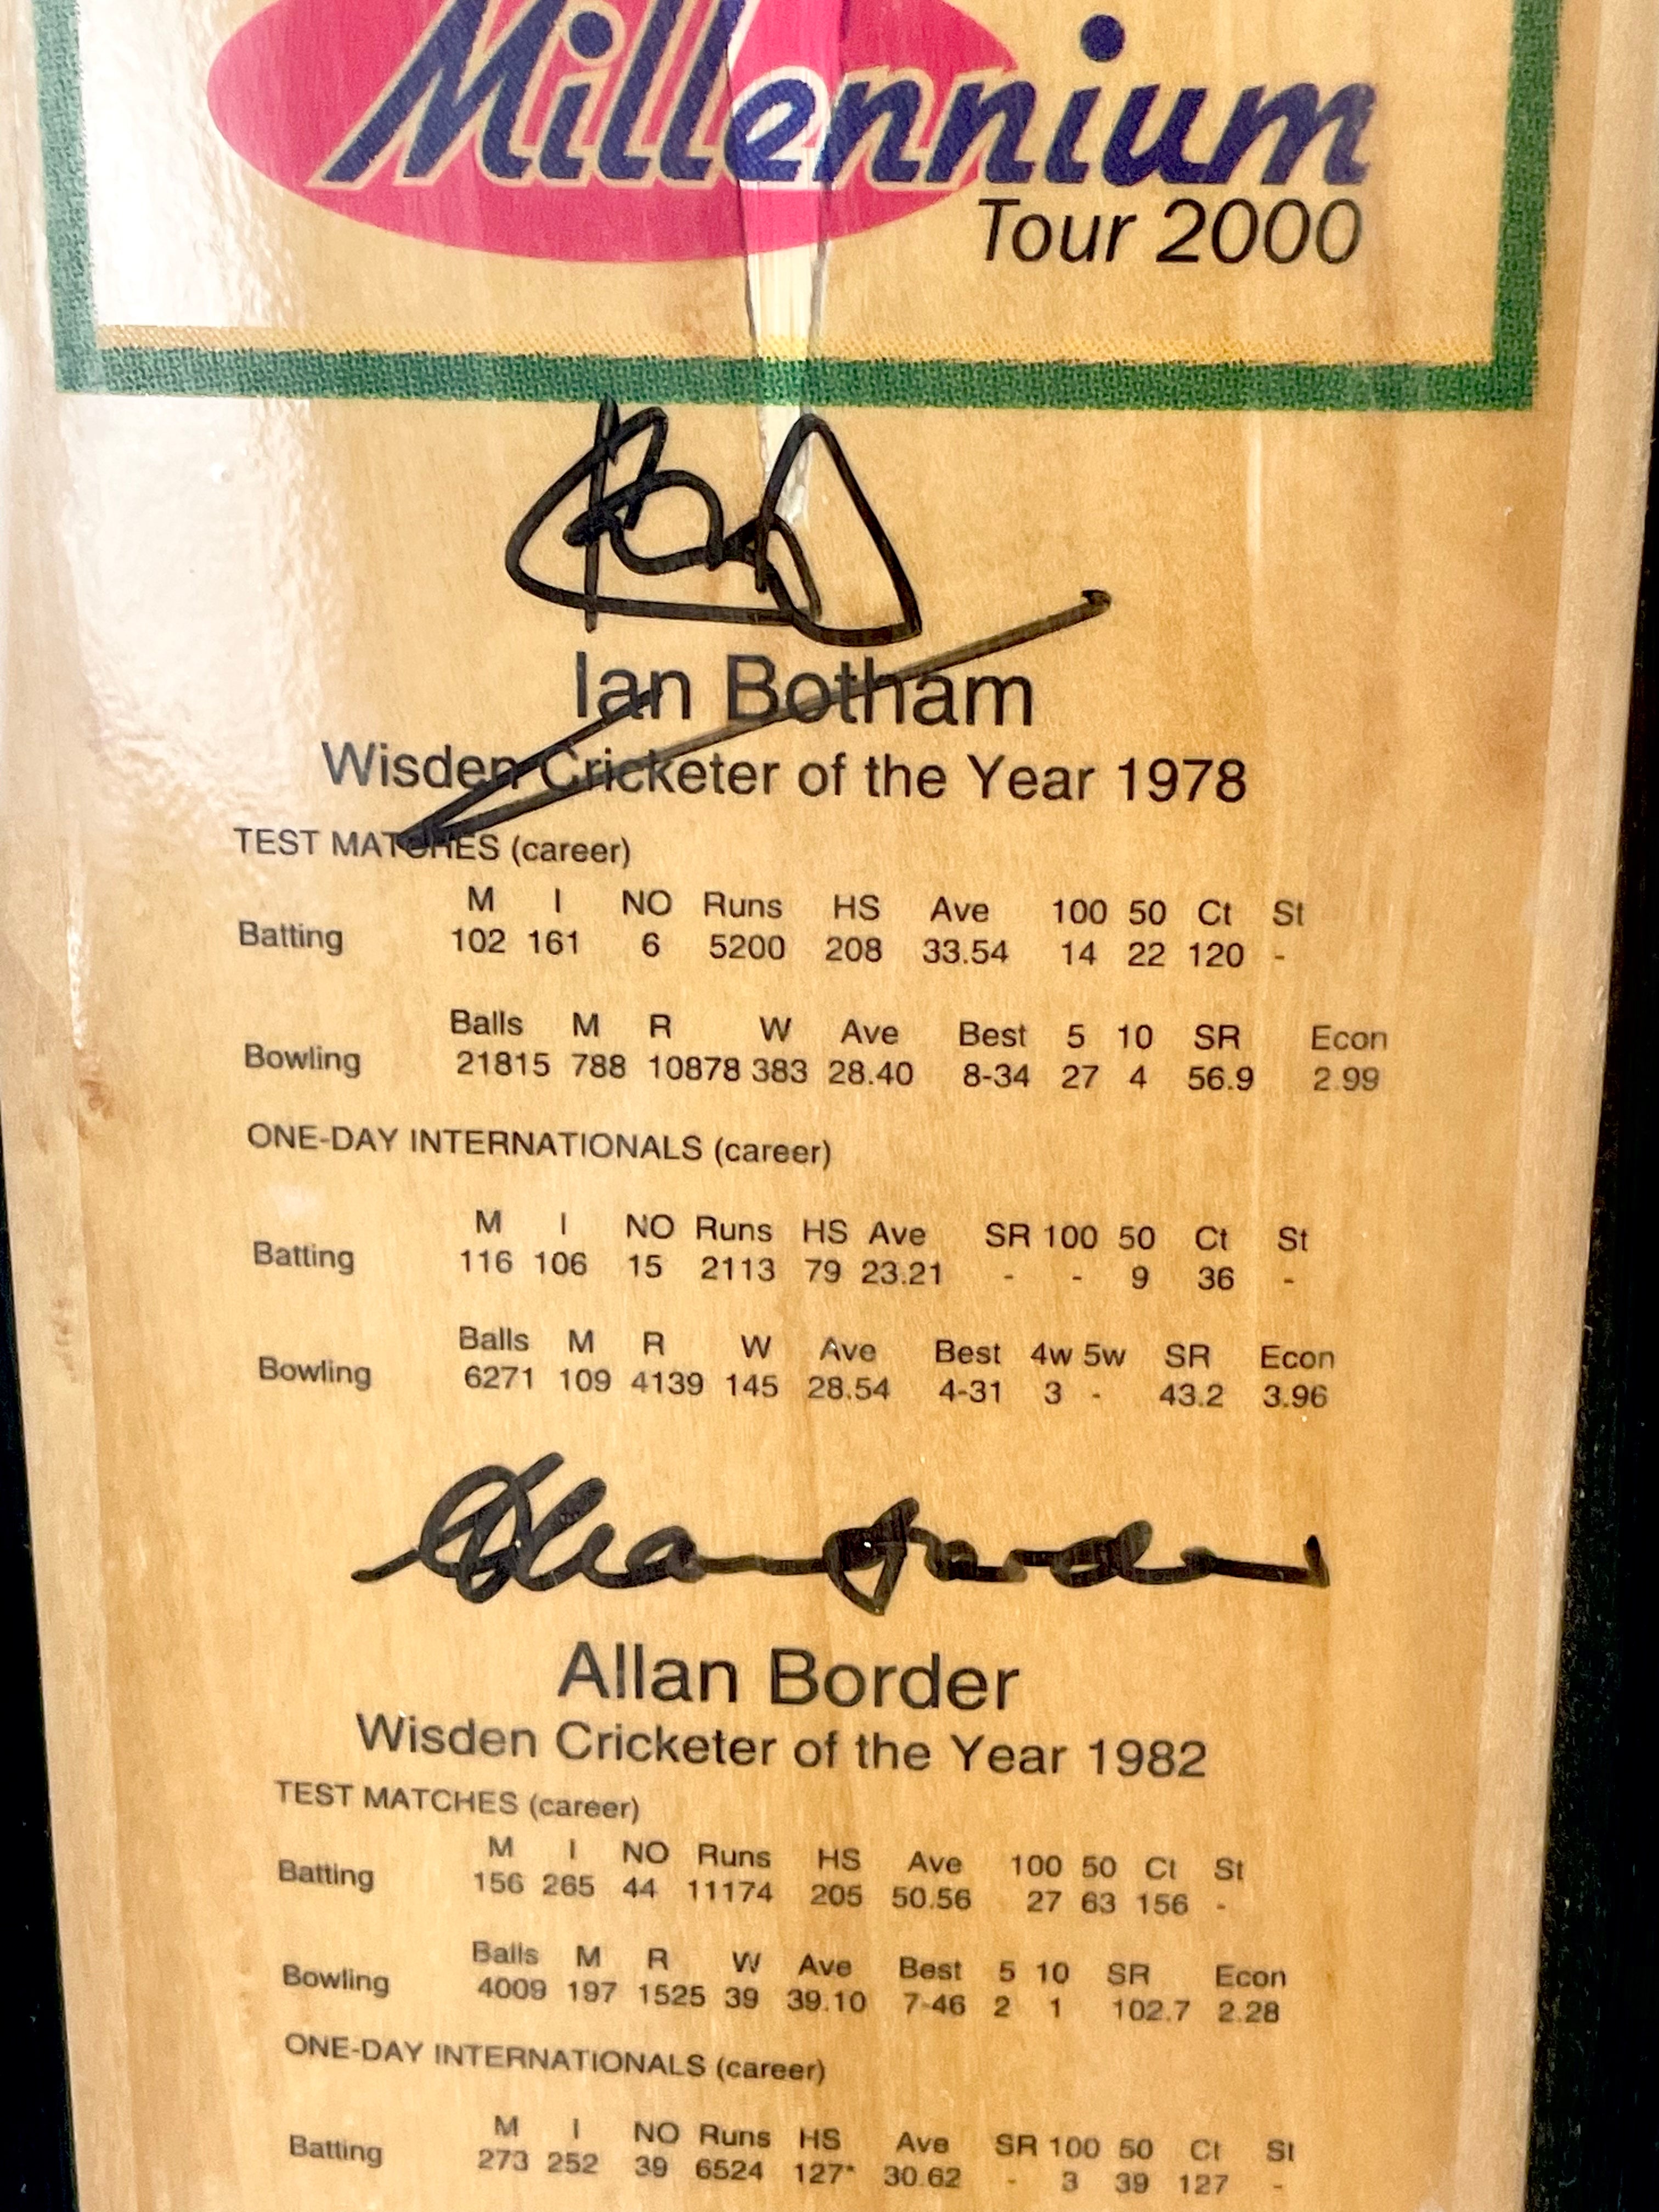 Millennium
Tour 2000
Ian Botham
Wisden Cricketer of the Year 1978
TEST MATCHES (career)
M I NO Runs HS Ave 100 50 Ct St
Batting 102 161 6 5200 208 33.54 14 22 120 -
Balls M R W Ave Best 5 10 SR Econ
Bowling 21815 788 10878 383 28.40 8-34 27 4 56.9 2.99
ONE-DAY INTERNATIONALS (career)
M I NO Runs HS Ave SR 100 50 Ct St
Batting 116 106 15 2113 79 23.21 - - 9 36 -
Balls M R W Ave Best 4w 5w SR Econ
Bowling 6271 109 4139 145 28.54 4-31 3 - 43.2 3.96
Allan Border
Wisden Cricketer of the Year 1982
TEST MATCHES (career)
M I NO Runs HS Ave 100 50 Ct St
Batting 156 265 44 11174 205 50.56 27 63 156 -
Balls M R W Ave Best 5 10 SR Econ
Bowling 4009 197 1525 39 39.10 7-46 2 1 102.7 2.28
ONE-DAY INTERNATIONALS (career)
M I NO Runs HS Ave SR 100 50 Ct St
Batting 273 252 39 6524 127* 30.62 - 3 39 127 -